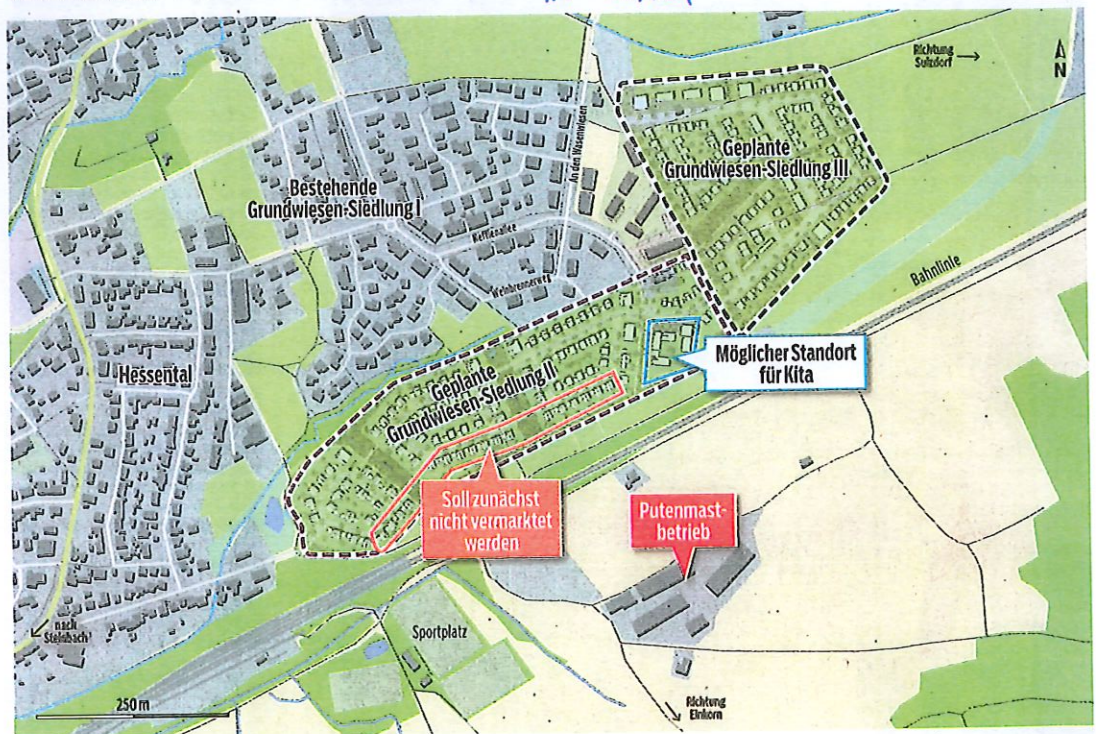 Richtung
Sulzdorf
N
An den Wasenwiesen
Geplante
Grundwiesen-Siedlung III
Bestehende
Grundwiesen-Siedlung I
Nefflenallee
Weinbrennerweg
Bahnlinie
Möglicher Standort
für Kita
Hessental
Geplante
Grundwiesen-Siedlung II
Soll zunächst
nicht vermarktet
werden
Putenmast-
betrieb
nach
Steinbach
Sportplatz
250 m
Richtung
Einkorn